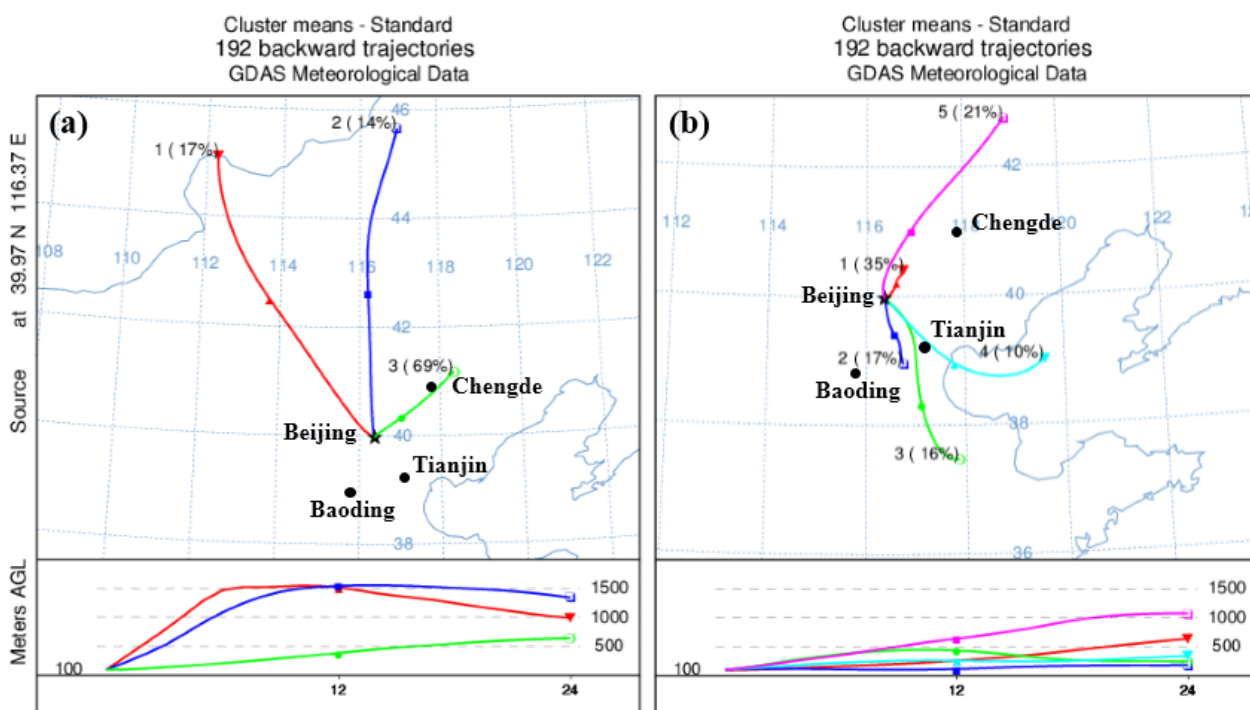 Cluster means - Standard
192 backward trajectories
GDAS Meteorological Data
Source at 39.97 N 116.37 E
(a)
46
2 ( 14%)
1 ( 17%)
44
108
110
112
114
116
118
120
122
42
3 ( 69%)
Chengde
Beijing
40
Tianjin
Baoding
38
Meters AGL
1500
1000
500
100
12
24
Cluster means - Standard
192 backward trajectories
GDAS Meteorological Data
(b)
5 ( 21%)
42
112
114
116
118
120
122
Chengde
1 ( 35%)
Beijing
40
Tianjin
4 ( 10%)
2 ( 17%)
Baoding
38
3 ( 16%)
36
1500
1000
500
100
12
24